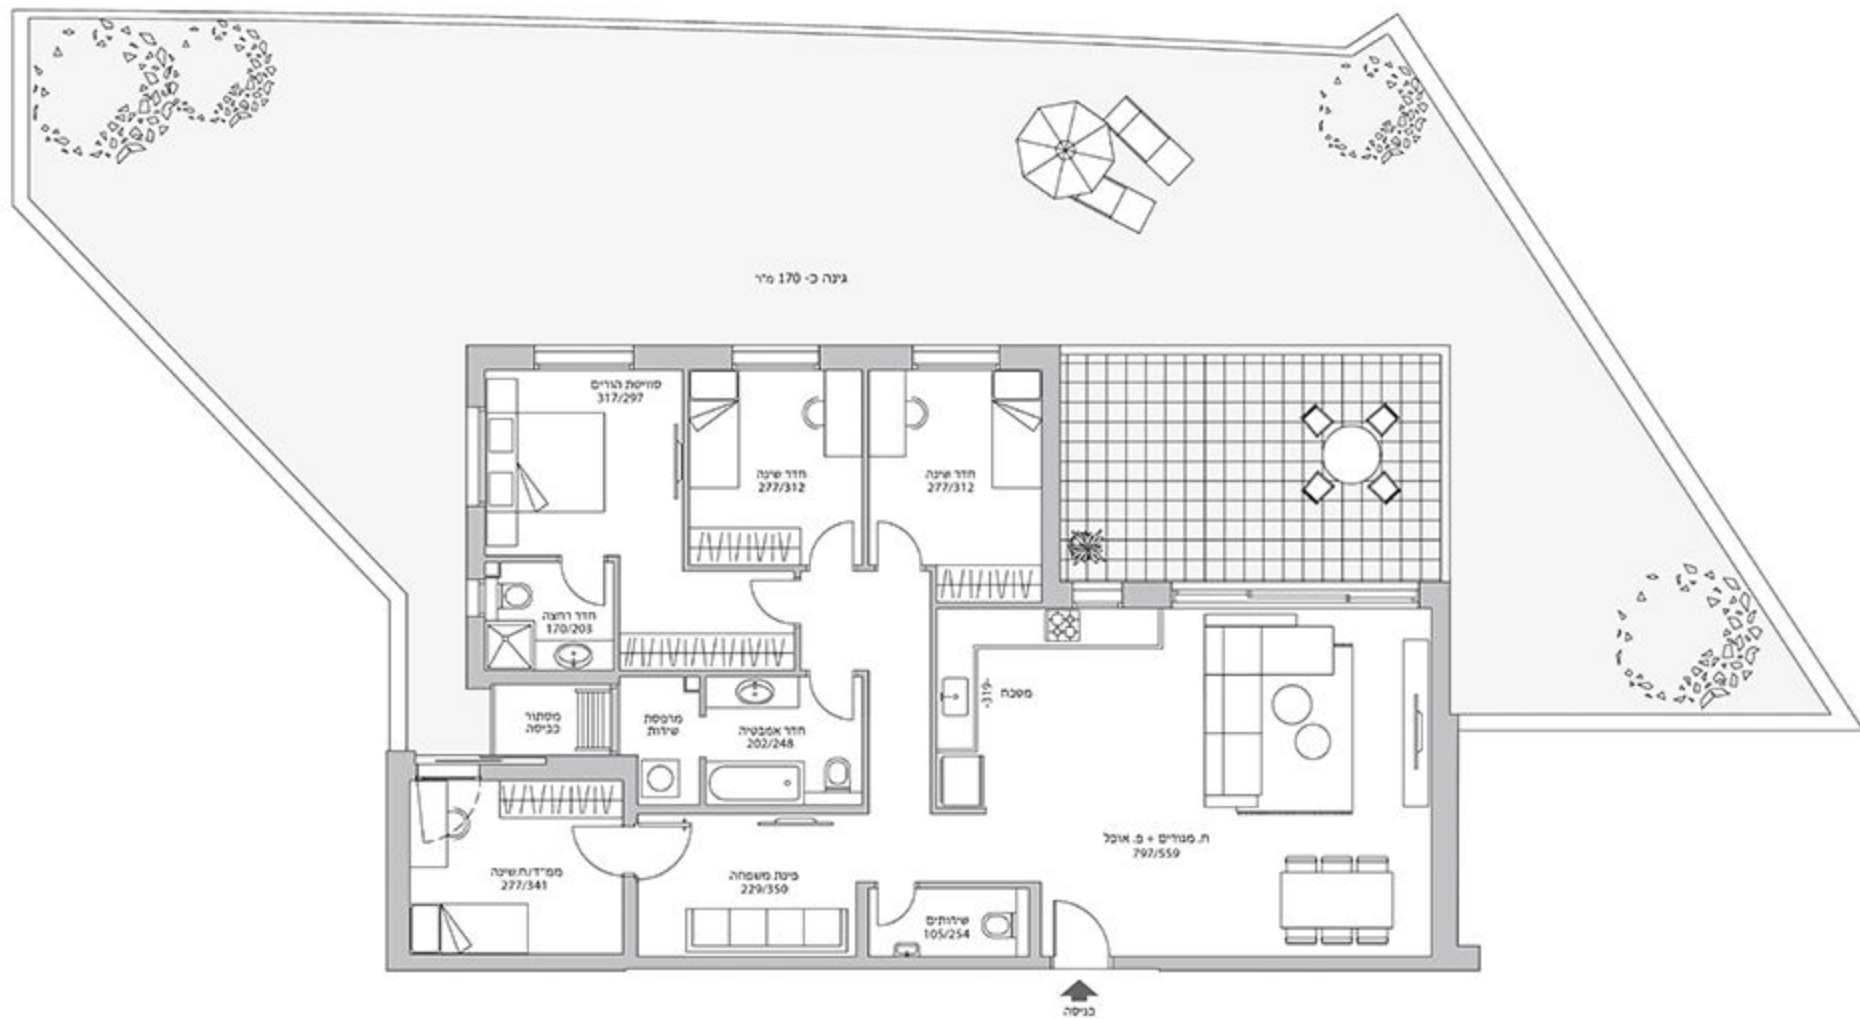 גינה כ- 170 מ״ר
סוויטת הורים
317/297
חדר שינה
277/312
חדר שינה
277/312
חדר רחצה
170/203
מסתור
כביסה
מרפסת
שירות
חדר אמבטיה
202/248
מטבח
-319-
ח. מגורים + פ. אוכל
797/559
ממ״ד/ח.שינה
277/341
פינת משפחה
229/350
שירותים
105/254
כניסה